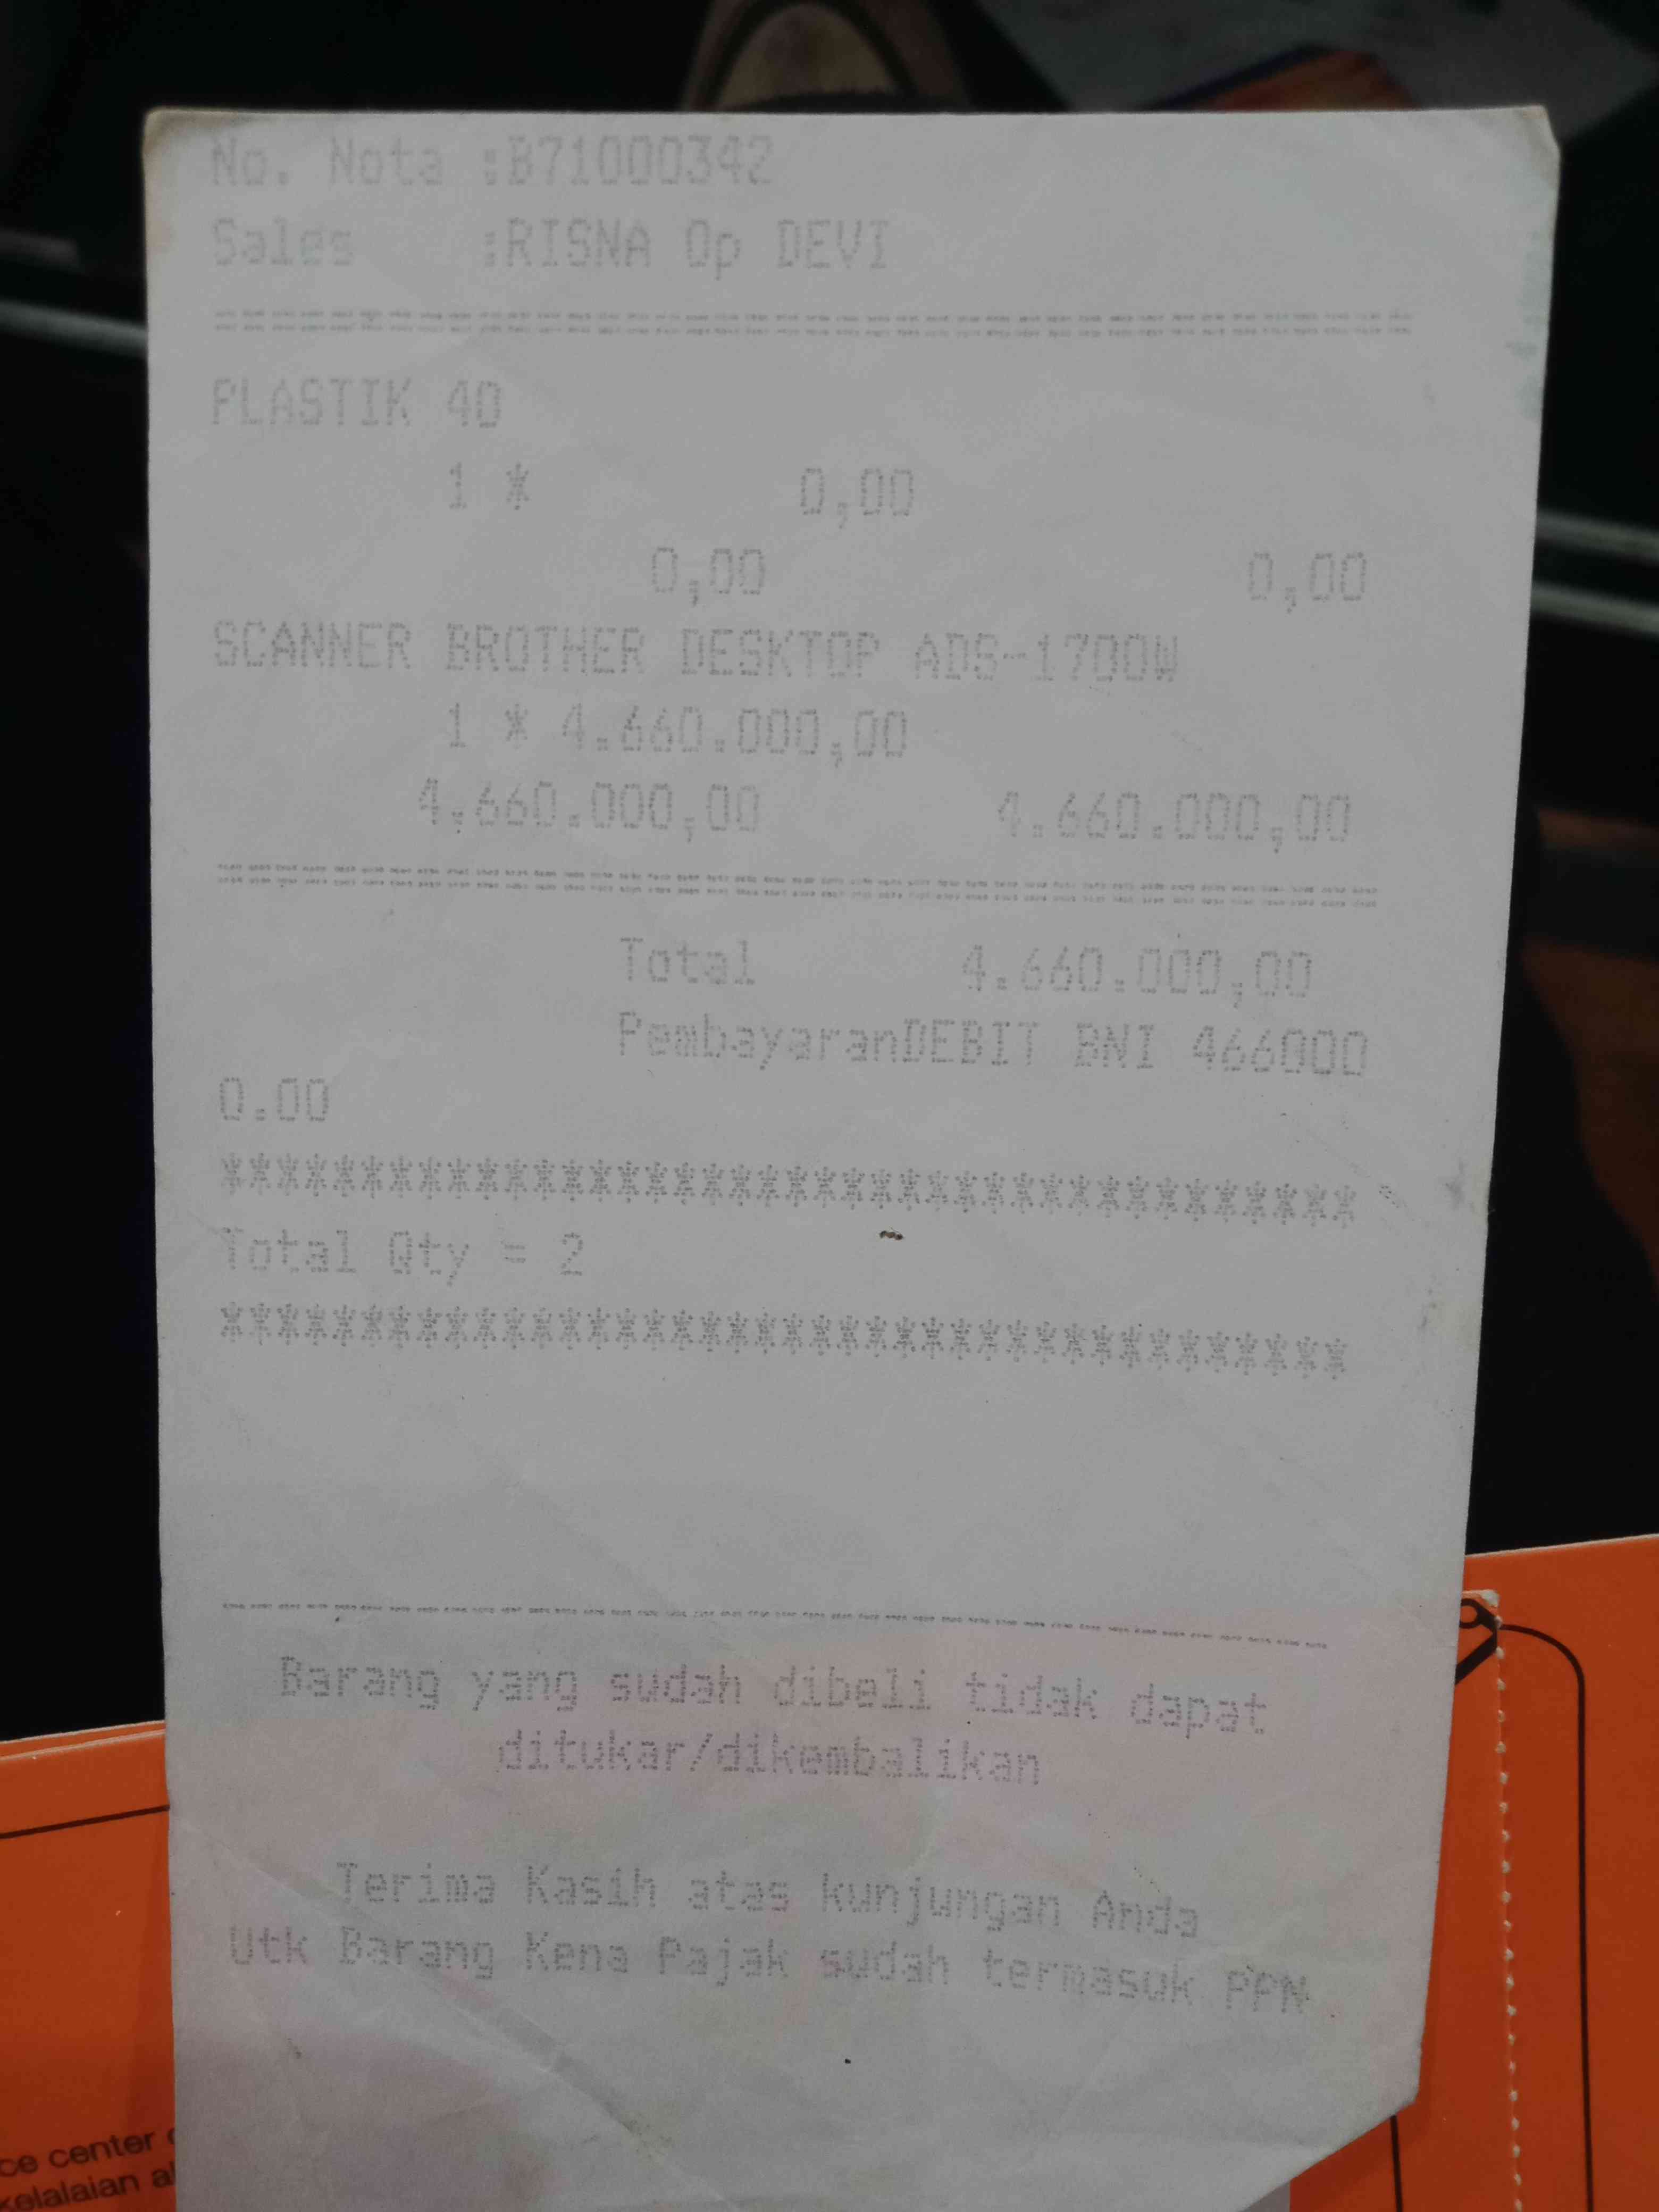 No. Nota :B71000342
Sales :RISNA Op DEVI
PLASTIK 40
1 * 0,00
0,00 0,00
SCANNER BROTHER DESKTOP ADS-1700W
1 * 4.660.000,00
4.660.000,00 4.660.000,00
Total 4.660.000,00
PembayaranDEBIT BNI 466000
0.00
****************************************
Total Qty = 2
****************************************
Barang yang sudah dibeli tidak dapat
ditukar/dikembalikan
Terima Kasih atas kunjungan Anda
Utk Barang Kena Pajak sudah termasuk PPN
ce center
kelalaian